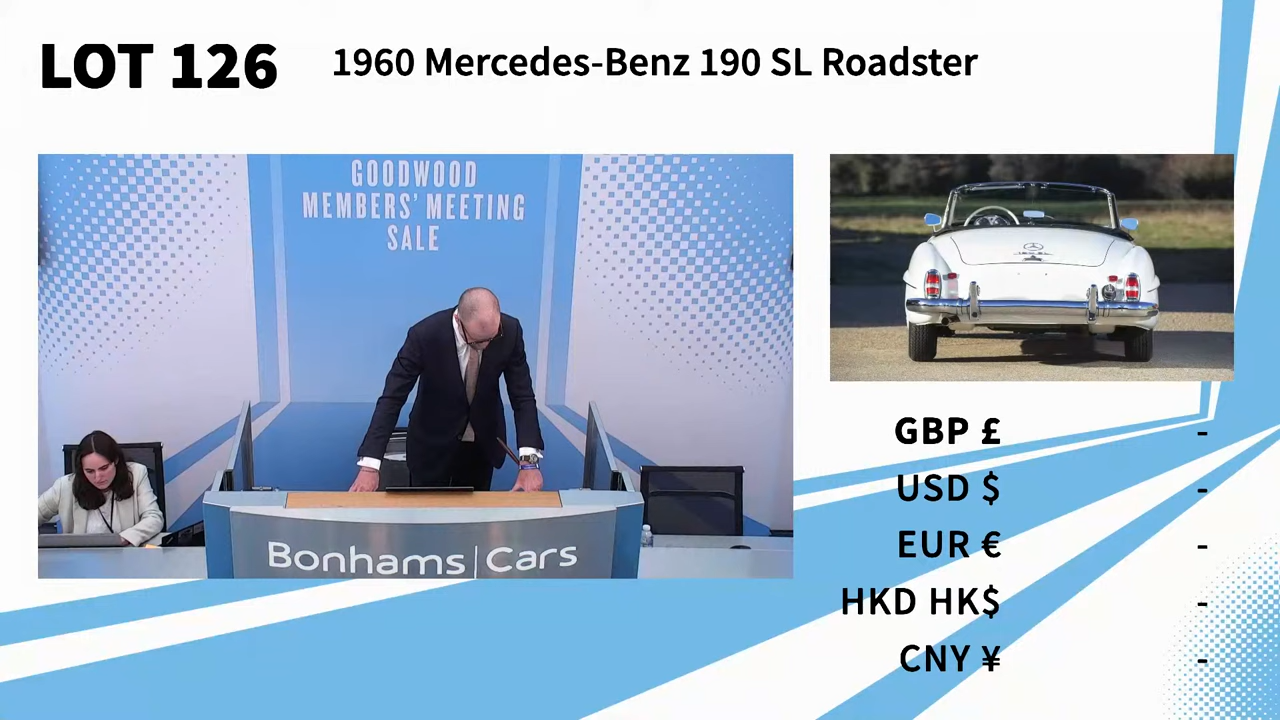 LOT 126
1960 Mercedes-Benz 190 SL Roadster
GOODWOOD
MEMBERS' MEETING
SALE
Bonhams|Cars
GBP £ -
USD $ -
EUR € -
HKD HK$ -
CNY ¥ -